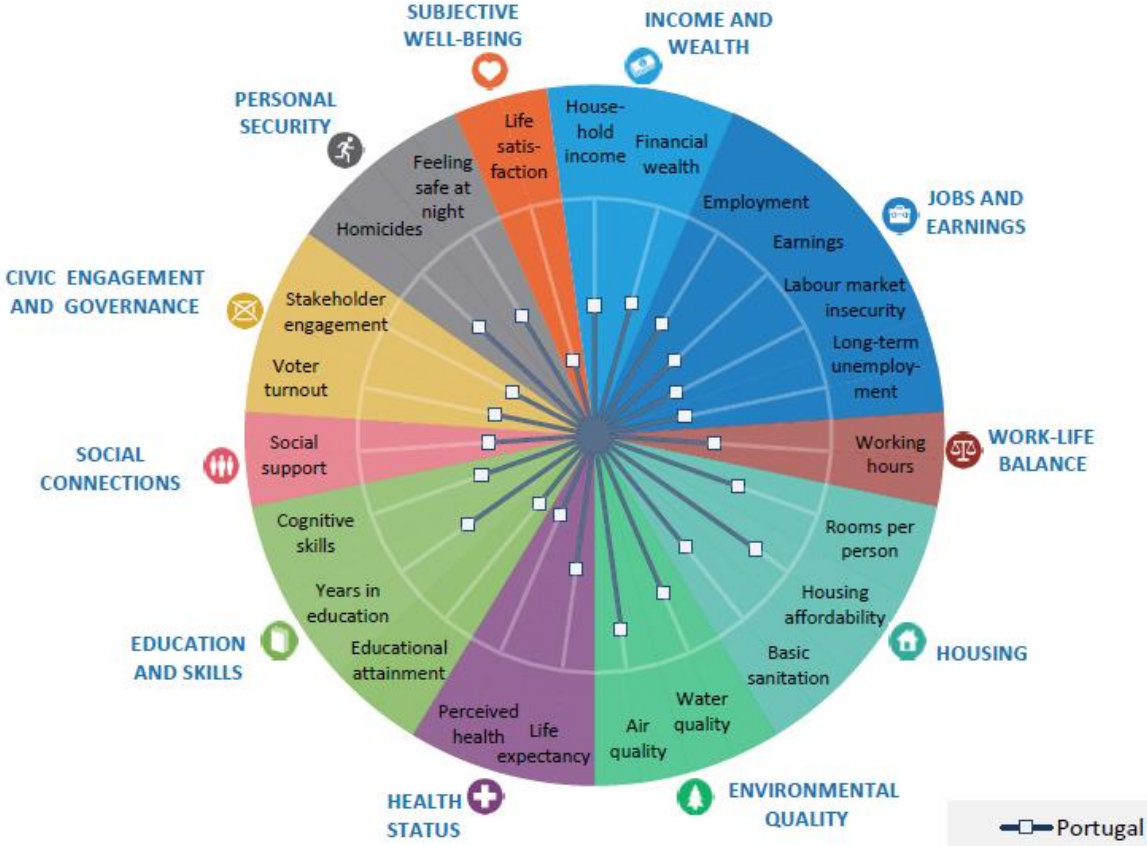 SUBJECTIVE
WELL-BEING
INCOME AND
WEALTH
PERSONAL
SECURITY
House-
hold
income
Financial
wealth
Life
satis-
faction
Feeling
safe at
night
Homicides
Employment
Earnings
Labour market
insecurity
Long-term
unemploy-
ment
JOBS AND
EARNINGS
CIVIC ENGAGEMENT
AND GOVERNANCE
Stakeholder
engagement
Voter
turnout
SOCIAL
CONNECTIONS
Social
support
Working
hours
WORK-LIFE
BALANCE
Cognitive
skills
Years in
education
Educational
attainment
EDUCATION
AND SKILLS
Rooms per
person
Housing
affordability
Basic
sanitation
HOUSING
Perceived
health
Life
expectancy
Air
quality
Water
quality
HEALTH
STATUS
ENVIRONMENTAL
QUALITY
Portugal